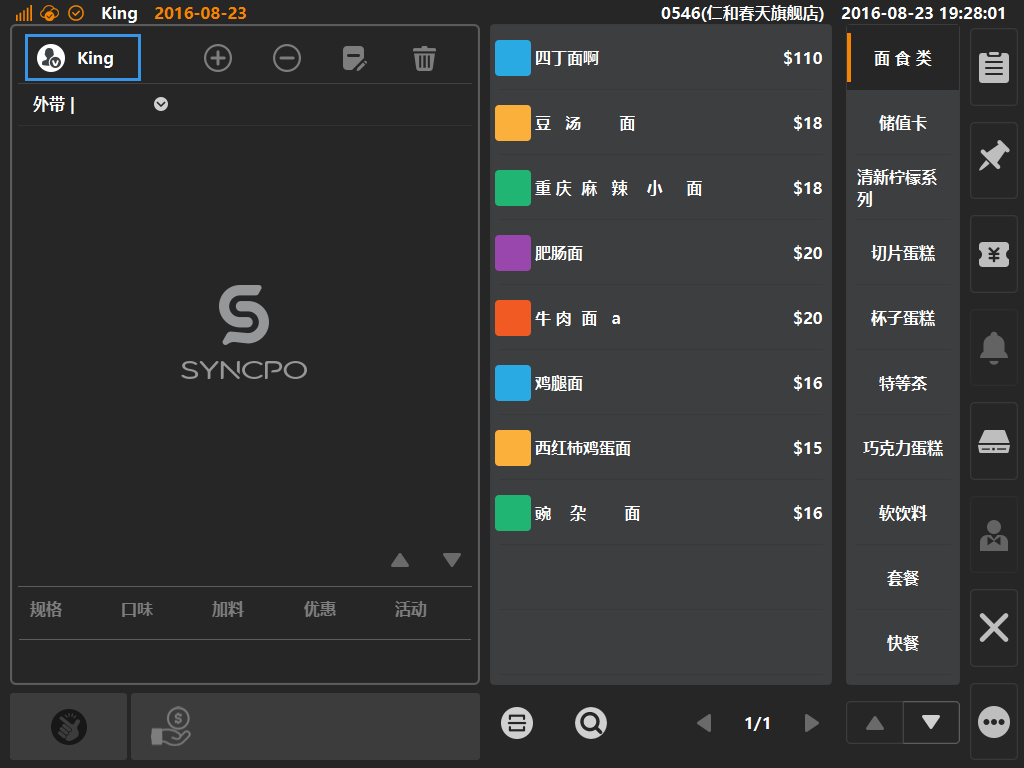 King 2016-08-23 0546(仁和春天旗舰店) 2016-08-23 19:28:01
King
外带 |
SYNCPO
规格 口味 加料 优惠 活动
四丁面啊 $110
豆 汤 面 $18
重 庆 麻 辣 小 面 $18
肥肠面 $20
牛 肉 面 a $20
鸡腿面 $16
西红柿鸡蛋面 $15
豌 杂 面 $16
1/1
面 食 类
储值卡
清新柠檬系
列
切片蛋糕
杯子蛋糕
特等茶
巧克力蛋糕
软饮料
套餐
快餐